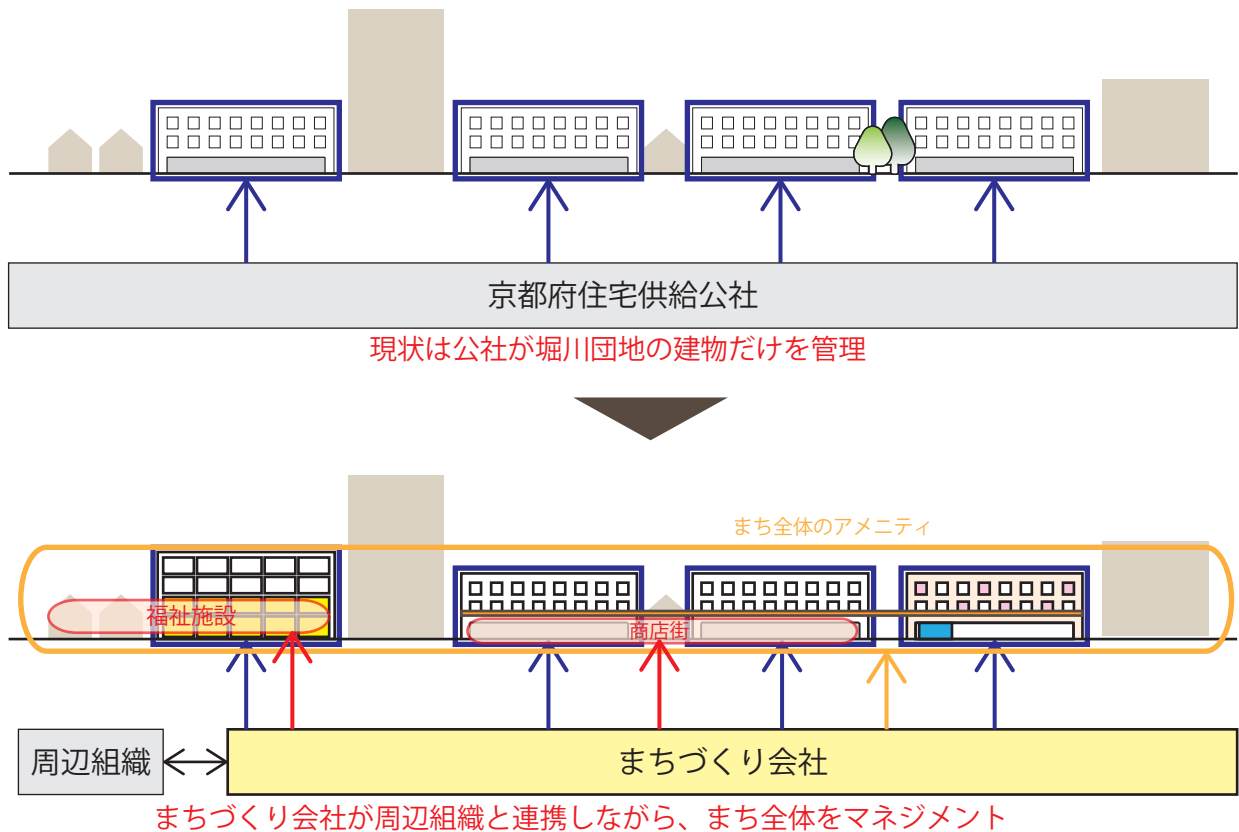 京都府住宅供給公社
現状は公社が堀川団地の建物だけを管理
まち全体のアメニティ
福祉施設
商店街
周辺組織
まちづくり会社
まちづくり会社が周辺組織と連携しながら、まち全体をマネジメント